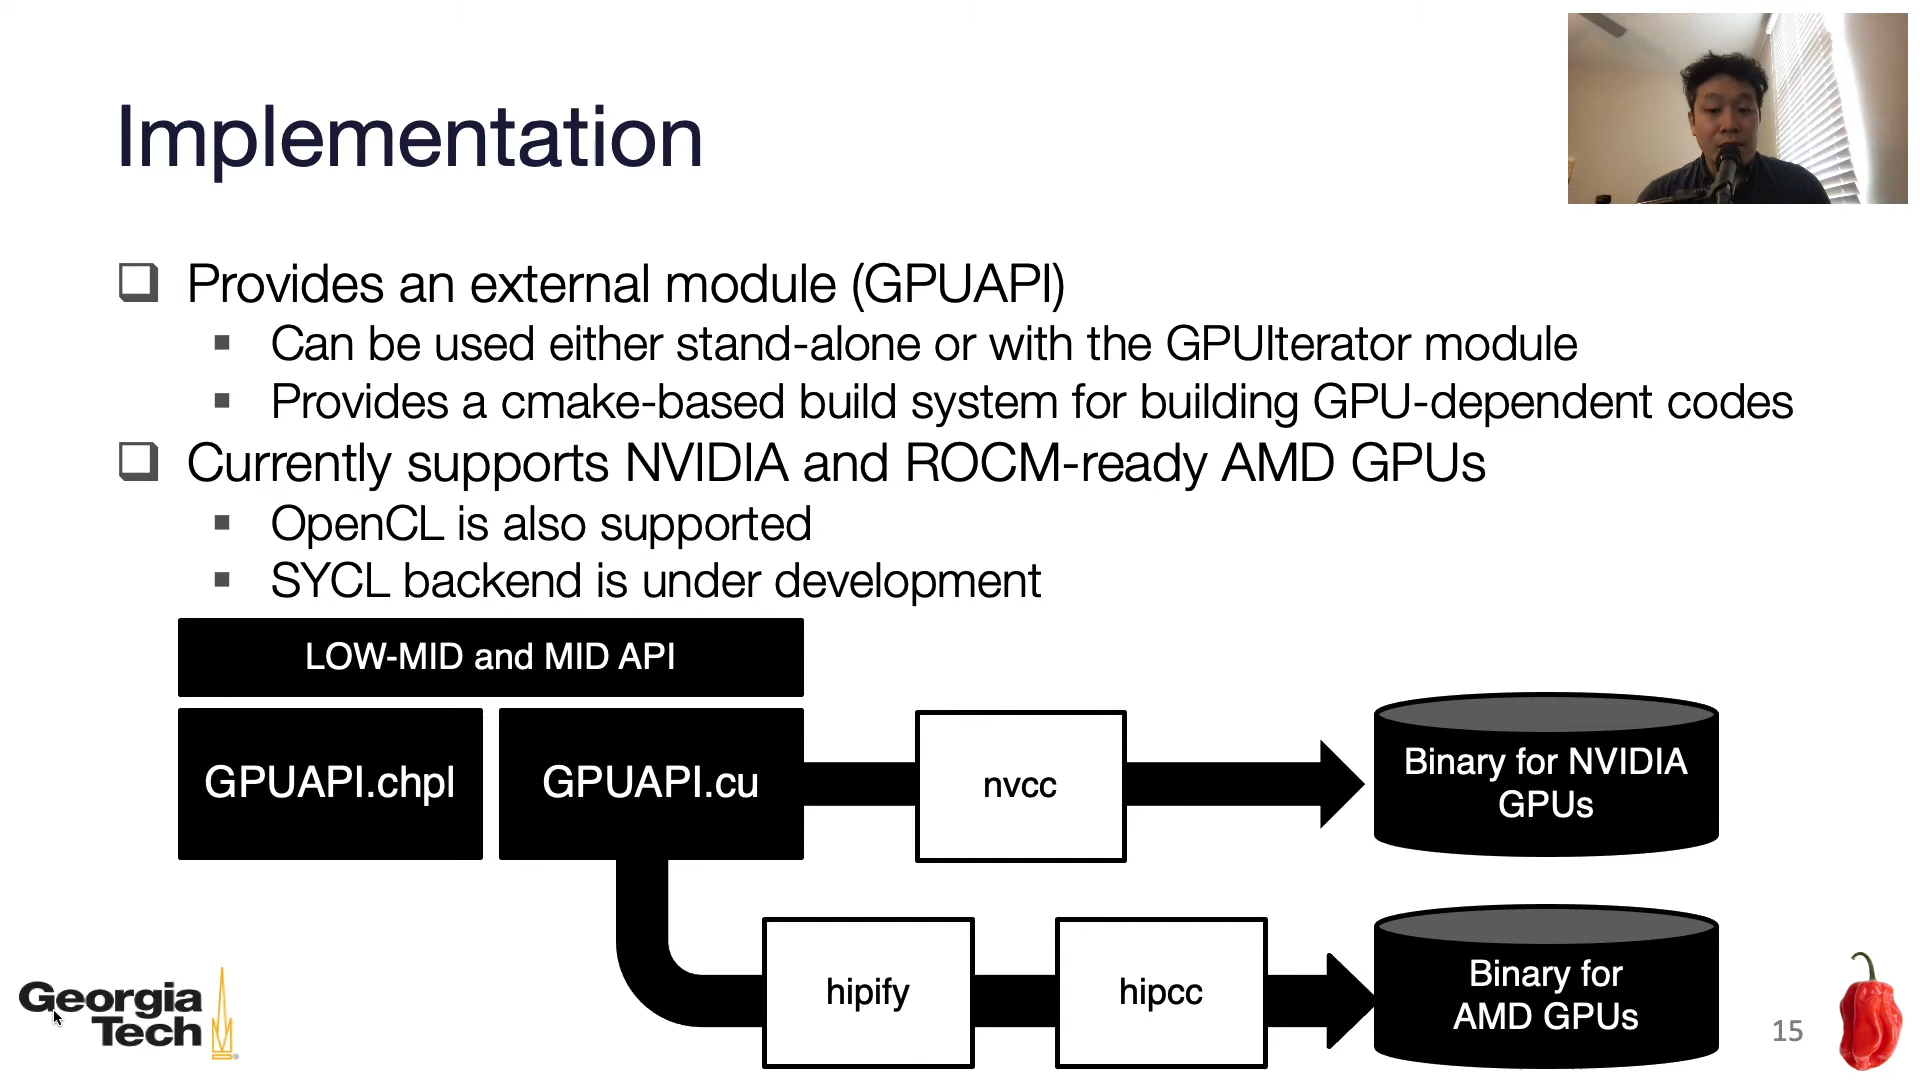 Implementation
Provides an external module (GPUAPI)
Can be used either stand-alone or with the GPUIterator module
Provides a cmake-based build system for building GPU-dependent codes
Currently supports NVIDIA and ROCM-ready AMD GPUs
OpenCL is also supported
SYCL backend is under development
LOW-MID and MID API
GPUAPI.chpl
GPUAPI.cu
nvcc
Binary for NVIDIA
GPUs
hipify
hipcc
Binary for
AMD GPUs
Georgia
Tech
15